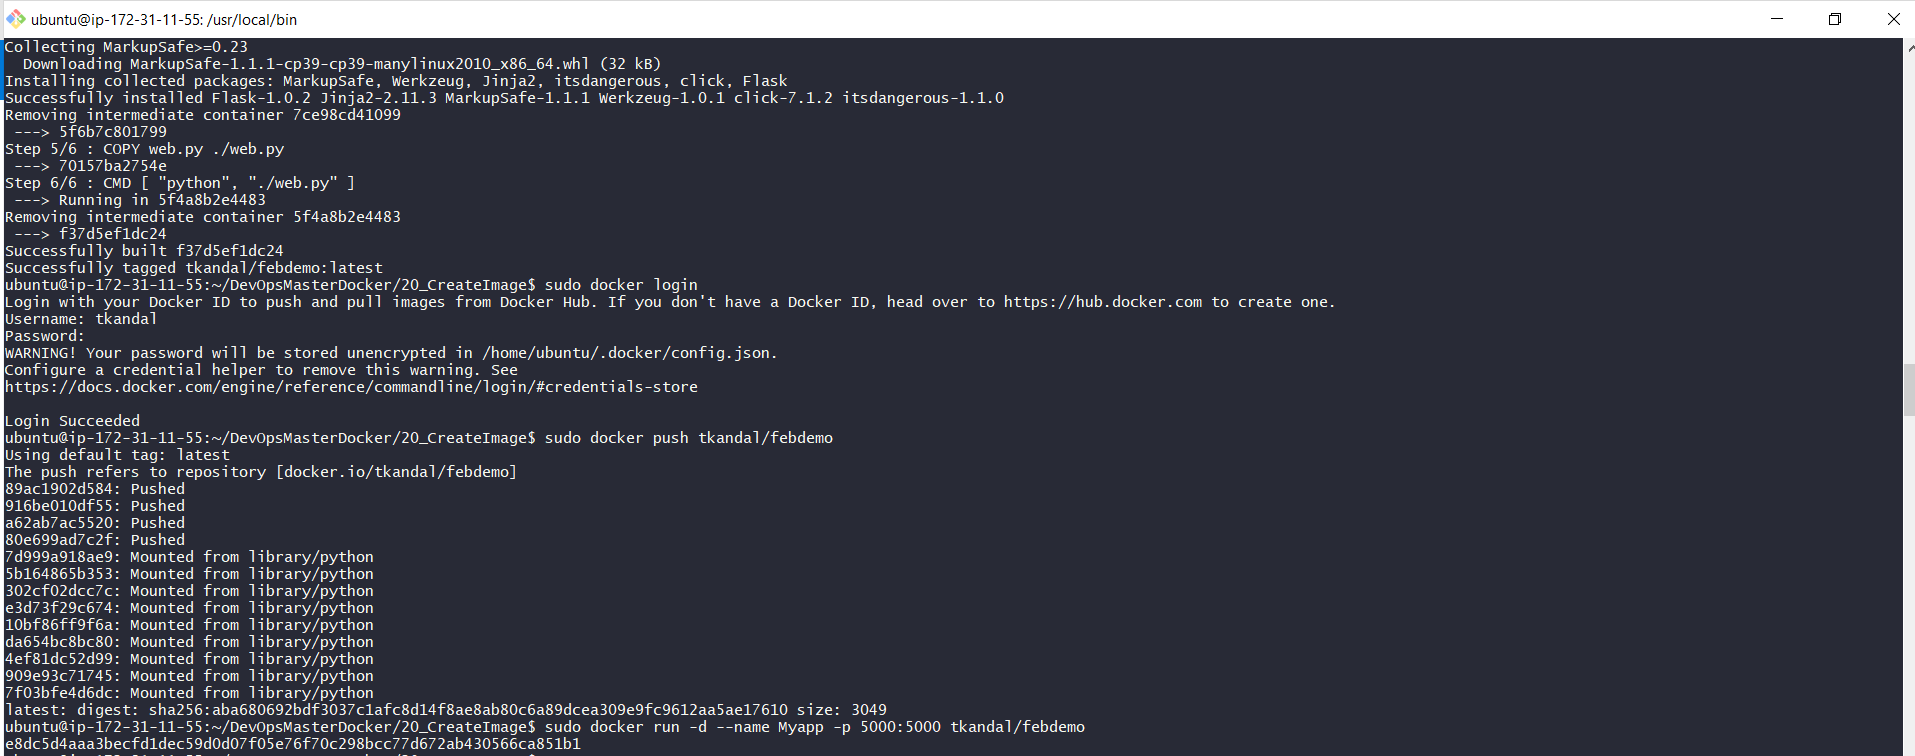 ubuntu@ip-172-31-11-55: /usr/local/bin
Collecting MarkupSafe>=0.23
  Downloading MarkupSafe-1.1.1-cp39-cp39-manylinux2010_x86_64.whl (32 kB)
Installing collected packages: MarkupSafe, Werkzeug, Jinja2, itsdangerous, click, Flask
Successfully installed Flask-1.0.2 Jinja2-2.11.3 MarkupSafe-1.1.1 Werkzeug-1.0.1 click-7.1.2 itsdangerous-1.1.0
Removing intermediate container 7ce98cd41099
 ---> 5f6b7c801799
Step 5/6 : COPY web.py ./web.py
 ---> 70157ba2754e
Step 6/6 : CMD [ "python", "./web.py" ]
 ---> Running in 5f4a8b2e4483
Removing intermediate container 5f4a8b2e4483
 ---> f37d5ef1dc24
Successfully built f37d5ef1dc24
Successfully tagged tkandal/febdemo:latest
ubuntu@ip-172-31-11-55:~/DevOpsMasterDocker/20_CreateImage$ sudo docker login
Login with your Docker ID to push and pull images from Docker Hub. If you don't have a Docker ID, head over to https://hub.docker.com to create one.
Username: tkandal
Password:
WARNING! Your password will be stored unencrypted in /home/ubuntu/.docker/config.json.
Configure a credential helper to remove this warning. See
https://docs.docker.com/engine/reference/commandline/login/#credentials-store
Login Succeeded
ubuntu@ip-172-31-11-55:~/DevOpsMasterDocker/20_CreateImage$ sudo docker push tkandal/febdemo
Using default tag: latest
The push refers to repository [docker.io/tkandal/febdemo]
89ac1902d584: Pushed
916be010df55: Pushed
a62ab7ac5520: Pushed
80e699ad7c2f: Pushed
7d999a918ae9: Mounted from library/python
5b164865b353: Mounted from library/python
302cf02dcc7c: Mounted from library/python
e3d73f29c674: Mounted from library/python
10bf86ff9f6a: Mounted from library/python
da654bc8bc80: Mounted from library/python
4ef81dc52d99: Mounted from library/python
909e93c71745: Mounted from library/python
7f03bfe4d6dc: Mounted from library/python
latest: digest: sha256:aba680692bdf3037c1afc8d14f8ae8ab80c6a89dcea309e9fc9612aa5ae17610 size: 3049
ubuntu@ip-172-31-11-55:~/DevOpsMasterDocker/20_CreateImage$ sudo docker run -d --name Myapp -p 5000:5000 tkandal/febdemo
e8dc5d4aaa3becfd1dec59d0d07f05e76f70c298bcc77d672ab430566ca851b1